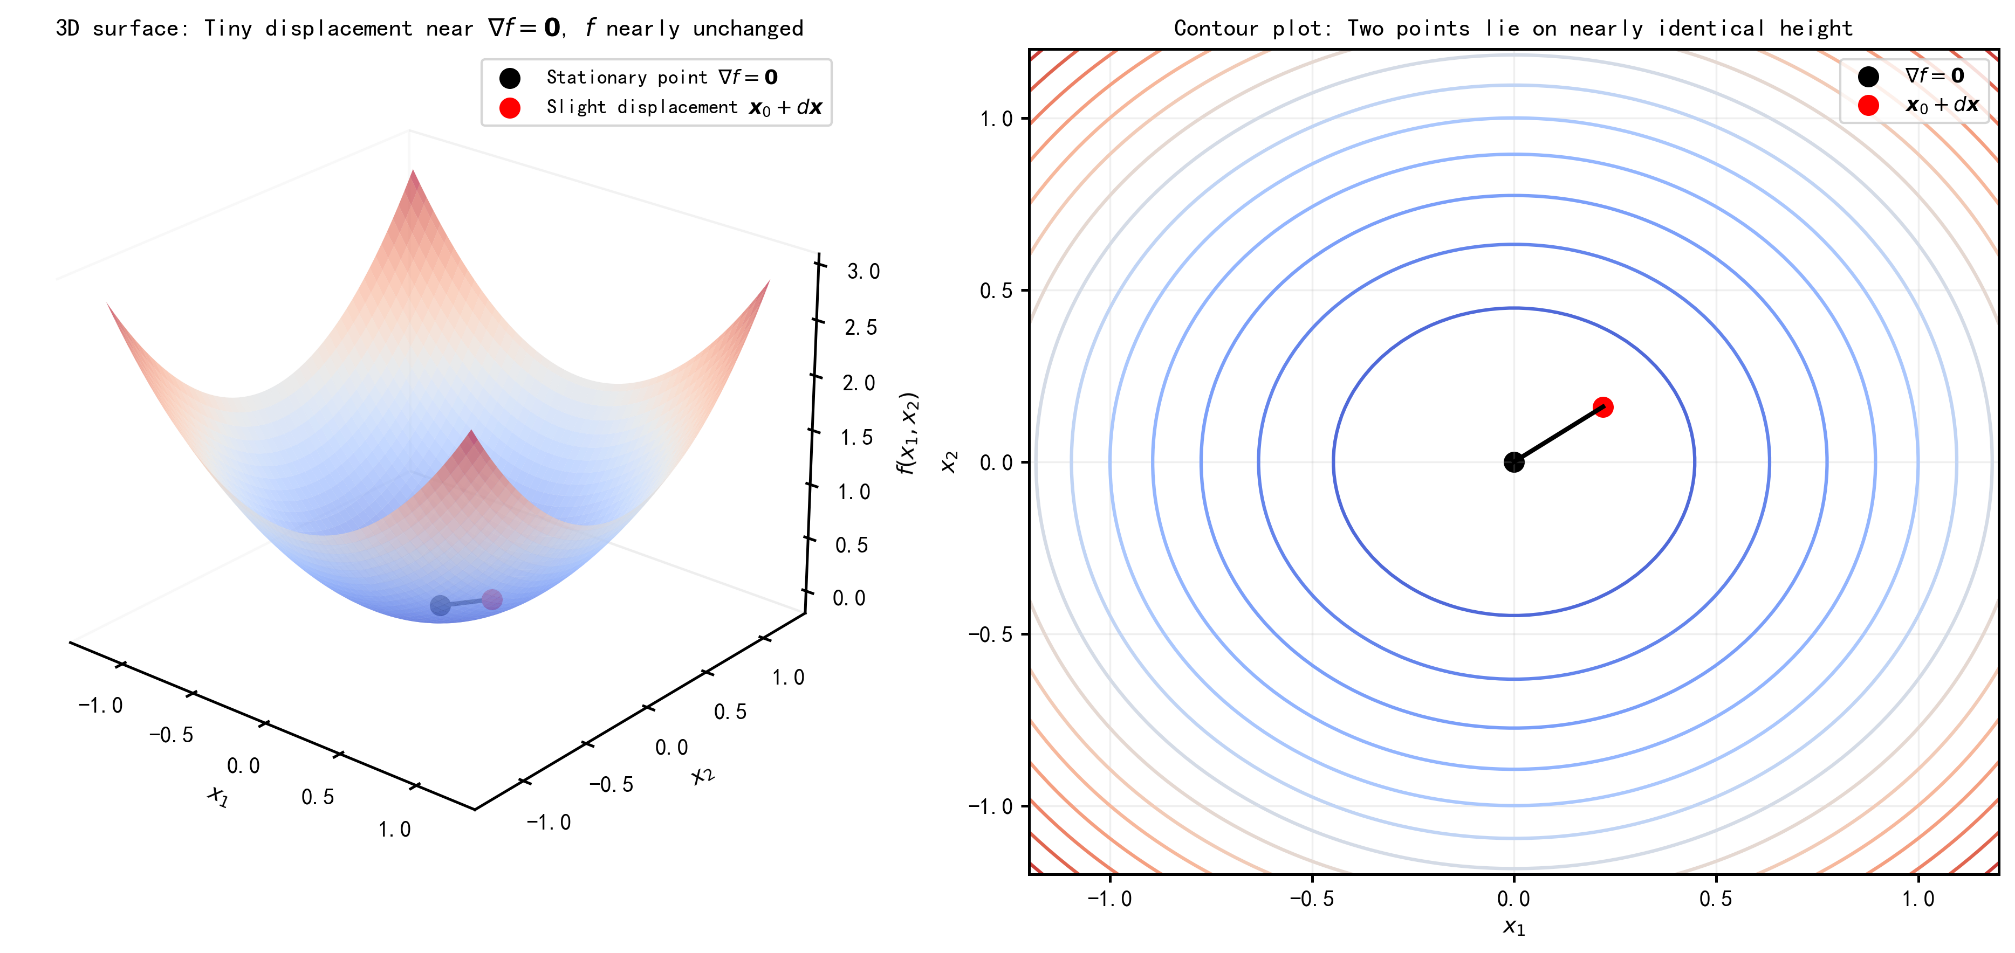 3D surface: Tiny displacement near ∇f = 𝟎, f nearly unchanged
Stationary point ∇f = 𝟎
Slight displacement 𝒙₀ + d𝒙
3.0
2.5
2.0
1.5
1.0
0.5
0.0
f(x₁, x₂)
-1.0
-0.5
0.0
0.5
1.0
x₁
-1.0
-0.5
0.0
0.5
1.0
x₂
Contour plot: Two points lie on nearly identical height
∇f = 𝟎
𝒙₀ + d𝒙
1.0
0.5
0.0
−0.5
−1.0
x₂
−1.0
−0.5
0.0
0.5
1.0
x₁